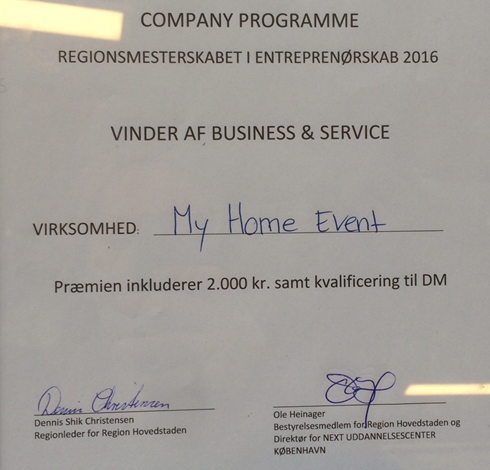 COMPANY PROGRAMME
REGIONSMESTERSKABET I ENTREPRENØRSKAB 2016
VINDER AF BUSINESS & SERVICE
VIRKSOMHED: My Home Event
Præmien inkluderer 2.000 kr. samt kvalificering til DM
Dennis Christensen
Dennis Shik Christensen
Regionleder for Region Hovedstaden
Ole Heinager
Bestyrelsesmedlem for Region Hovedstaden og
Direktør for NEXT UDDANNELSESCENTER
KØBENHAVN